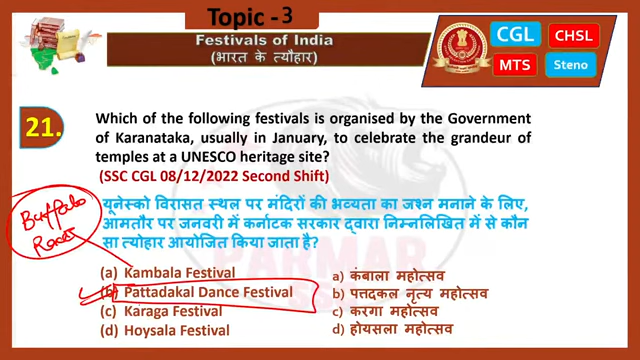 Topic -3
Festivals of India
(भारत के त्यौहार)
CGL
CHSL
MTS
Steno
21.
Which of the following festivals is organised by the Government
of Karanataka, usually in January, to celebrate the grandeur of
temples at a UNESCO heritage site?
(SSC CGL 08/12/2022 Second Shift)
यूनेस्को विरासत स्थल पर मंदिरों की भव्यता का जश्न मनाने के लिए,
आमतौर पर जनवरी में कर्नाटक सरकार द्वारा निम्नलिखित में से कौन
सा त्योहार आयोजित किया जाता है?
Buffalo
Race
(a) Kambala Festival
(b) Pattadakal Dance Festival
(c) Karaga Festival
(d) Hoysala Festival
a) कंबाला महोत्सव
b) पत्तदकल नृत्य महोत्सव
c) करगा महोत्सव
d) होयसला महोत्सव
PARMAR